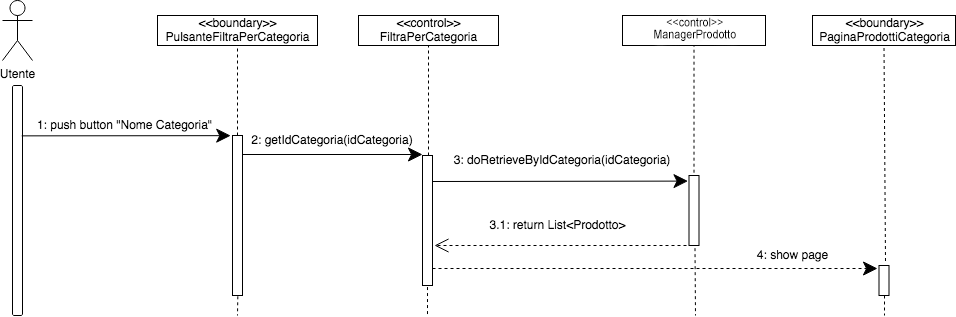 <<boundary>>
PulsanteFiltraPerCategoria
<<control>>
FiltraPerCategoria
<<control>>
ManagerProdotto
<<boundary>>
PaginaProdottiCategoria
Utente
1: push button "Nome Categoria"
2: getIdCategoria(idCategoria)
3: doRetrieveByIdCategoria(idCategoria)
3.1: return List<Prodotto>
4: show page